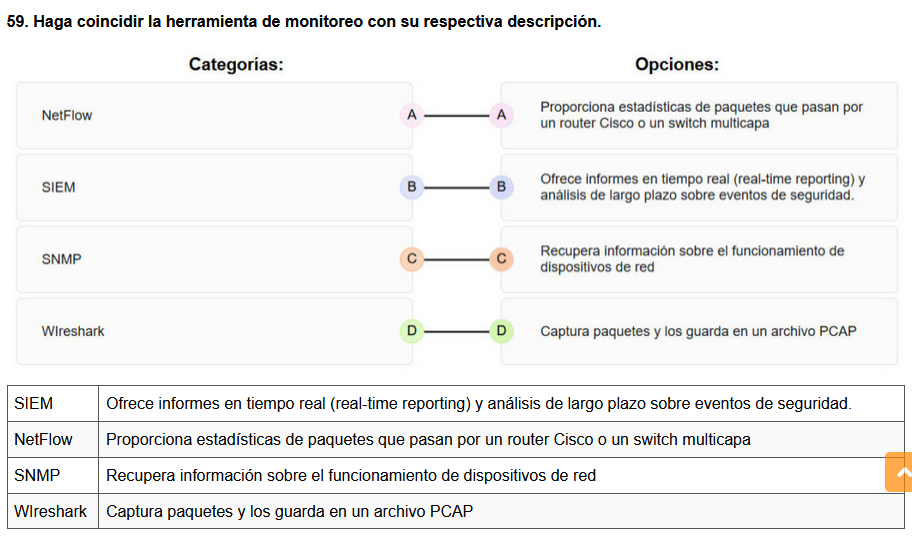 59. Haga coincidir la herramienta de monitoreo con su respectiva descripción.
Categorías:
Opciones:
NetFlow
A
A
Proporciona estadísticas de paquetes que pasan por
un router Cisco o un switch multicapa
SIEM
B
B
Ofrece informes en tiempo real (real-time reporting) y
análisis de largo plazo sobre eventos de seguridad.
SNMP
C
C
Recupera información sobre el funcionamiento de
dispositivos de red
WIreshark
D
D
Captura paquetes y los guarda en un archivo PCAP
SIEM
Ofrece informes en tiempo real (real-time reporting) y análisis de largo plazo sobre eventos de seguridad.
NetFlow
Proporciona estadísticas de paquetes que pasan por un router Cisco o un switch multicapa
SNMP
Recupera información sobre el funcionamiento de dispositivos de red
WIreshark
Captura paquetes y los guarda en un archivo PCAP